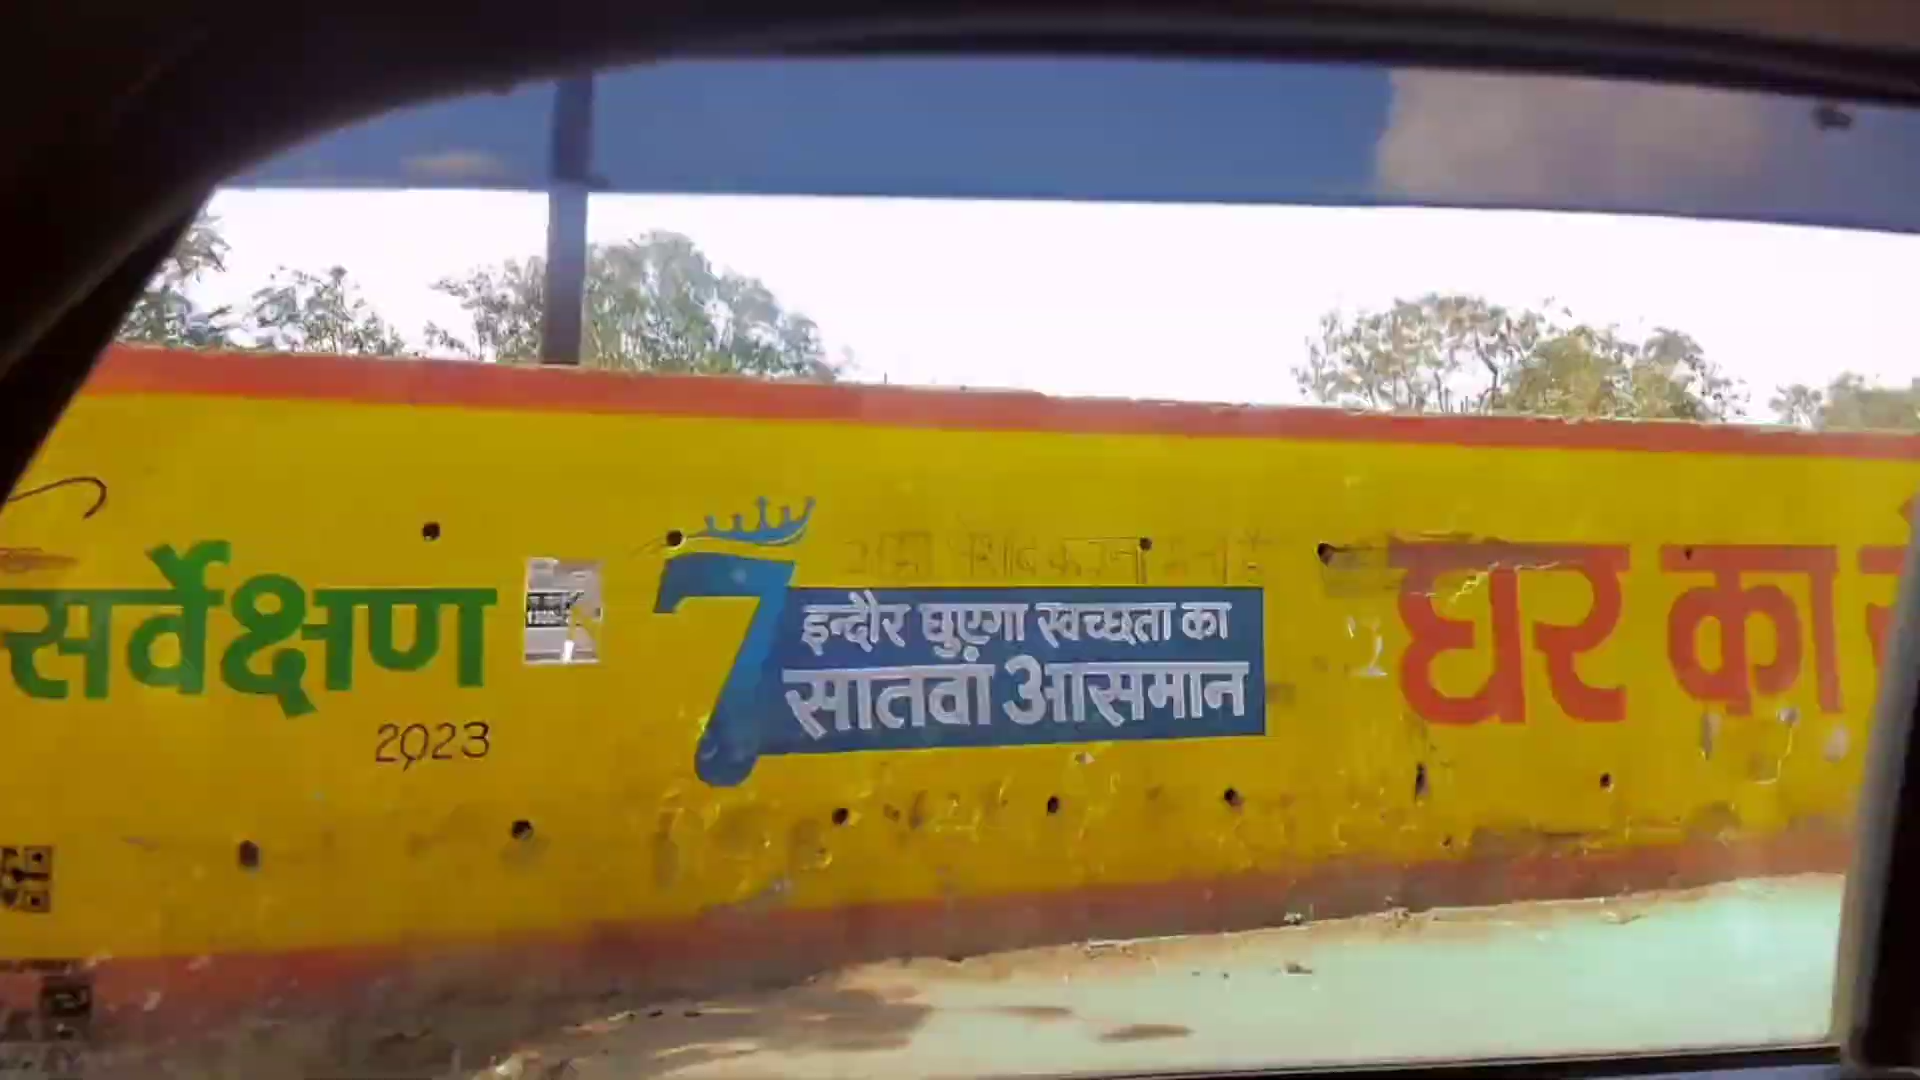 सर्वेक्षण
2023
7
इन्दौर छुएगा स्वच्छता का
सातवां आसमान
घर का